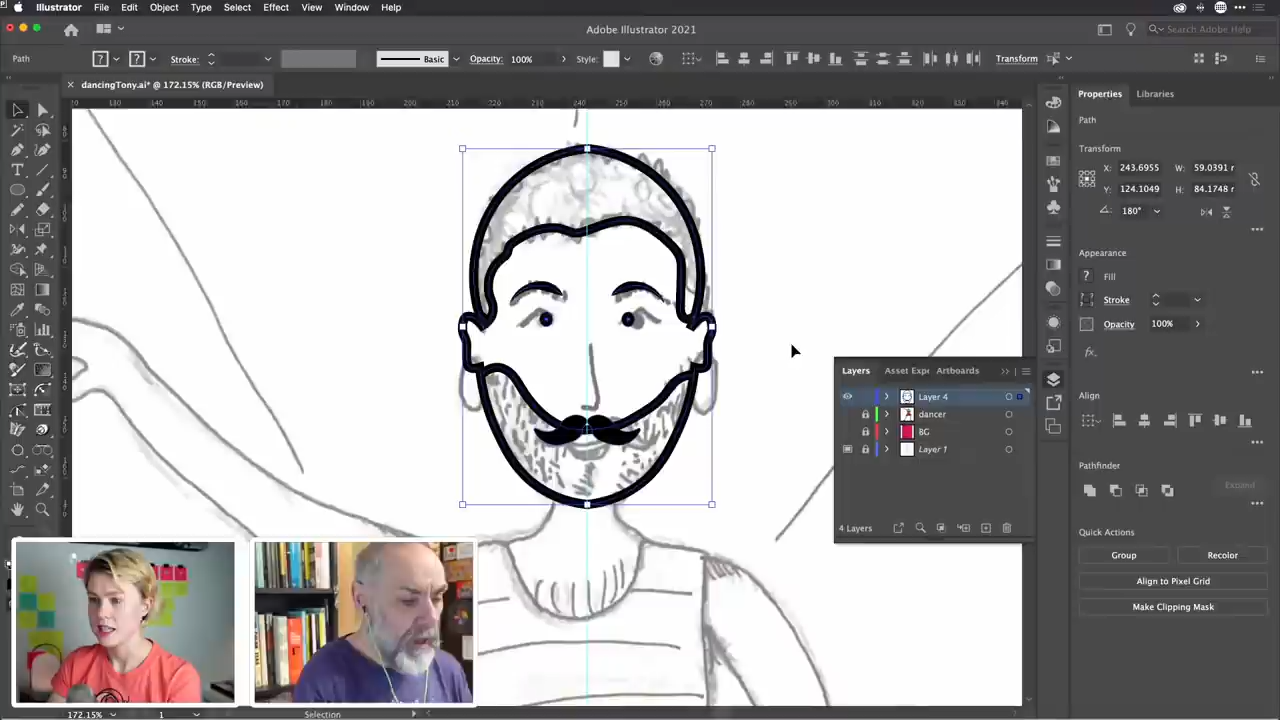 Illustrator File Edit Object Type Select Effect View Window Help
Adobe Illustrator 2021
Search Adobe Help
Path Stroke: Basic Opacity: 100% Style: Transform
dancingTony.ai* @ 172.15% (RGB/Preview)
Properties Libraries
Path
Transform
X: 243.6955 W: 59.0391 r
Y: 124.1049 H: 84.1748 r
180°
Appearance
Fill
Stroke
Opacity 100%
fx.
Align
Pathfinder
Expand
Quick Actions
Group Recolor
Align to Pixel Grid
Make Clipping Mask
Layers Asset Exp Artboards
Layer 4
dancer
BG
Layer 1
4 Layers
172.15% 1 Selection